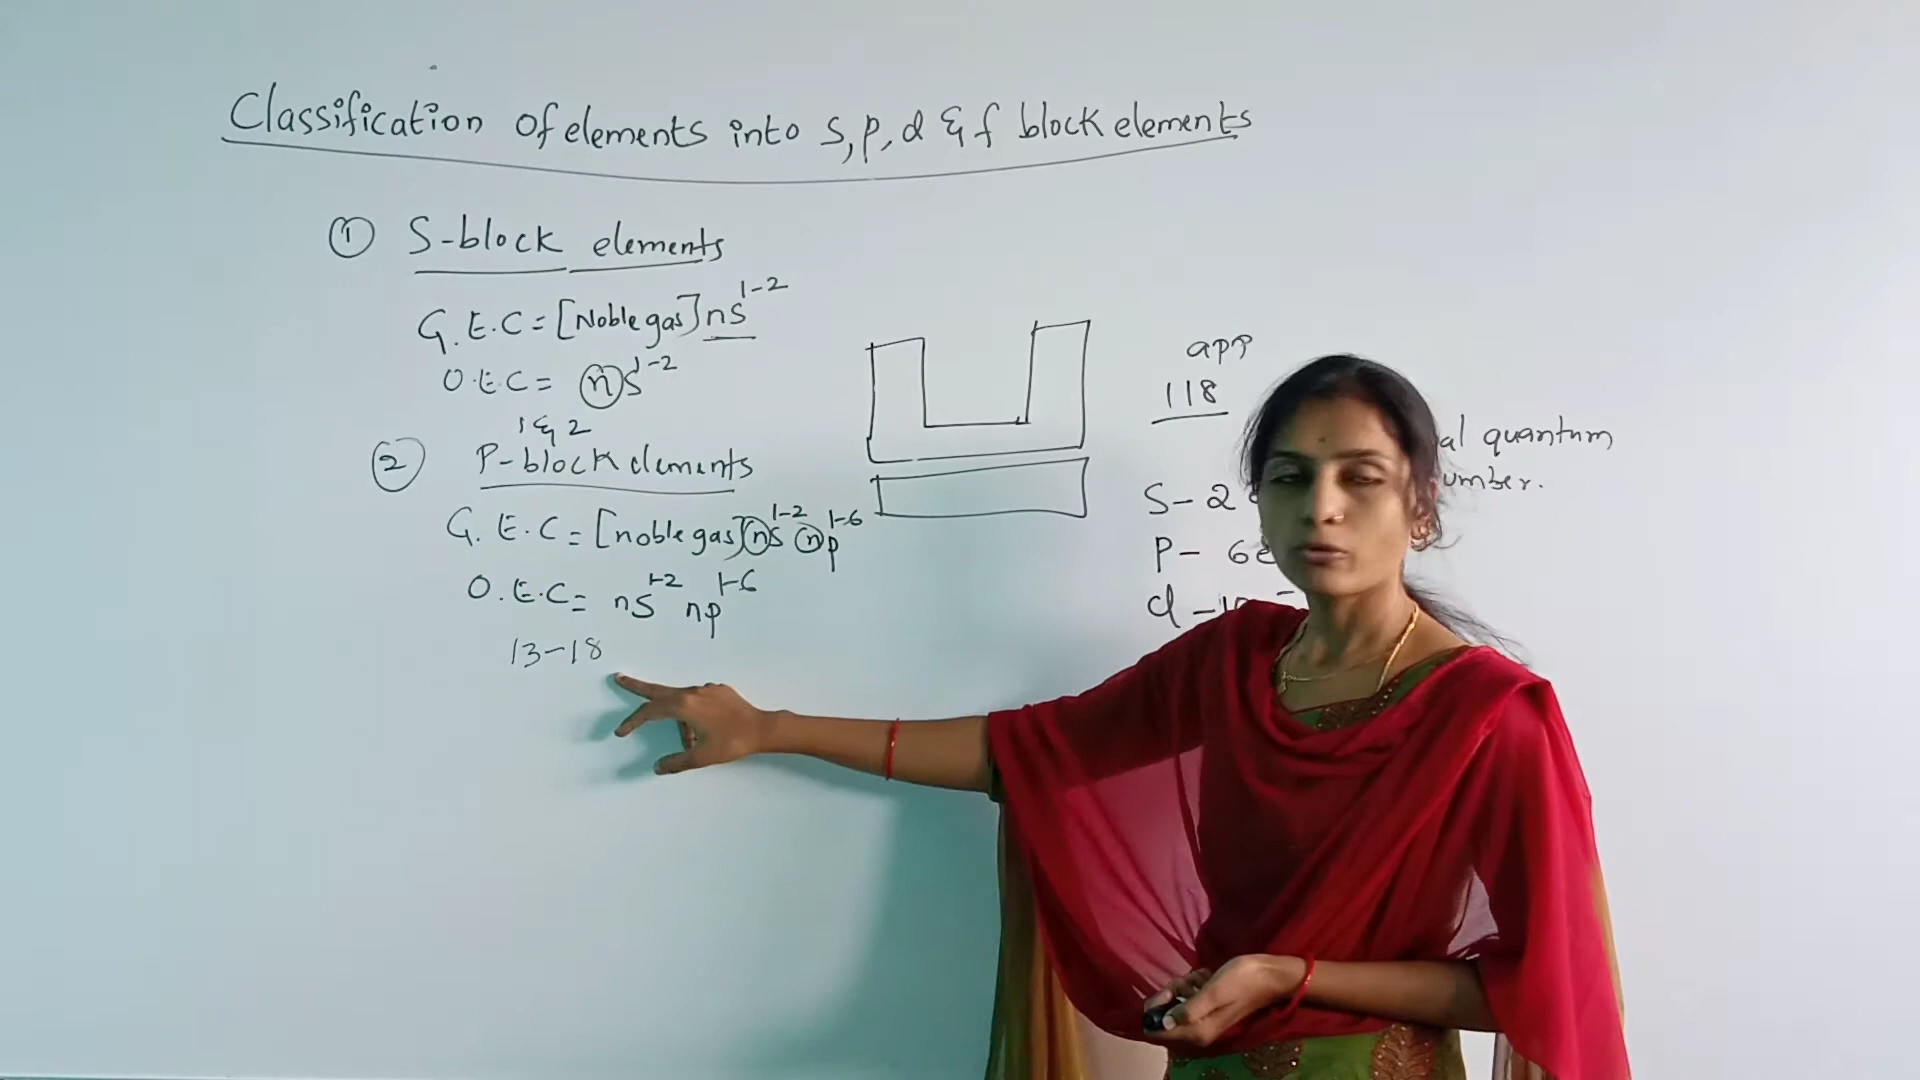 Classification of elements into s, p, d & f block elements
① S-block elements
G.E.C = [Noble gas] ns¹⁻²
O.E.C = ns¹⁻²
1 & 2
② P-block elements
G.E.C = [noble gas] ns¹⁻² np¹⁻⁶
O.E.C = ns¹⁻² np¹⁻⁶
13-18
app
118
al quantum
umber.
S- 2
P- 6e
d -10